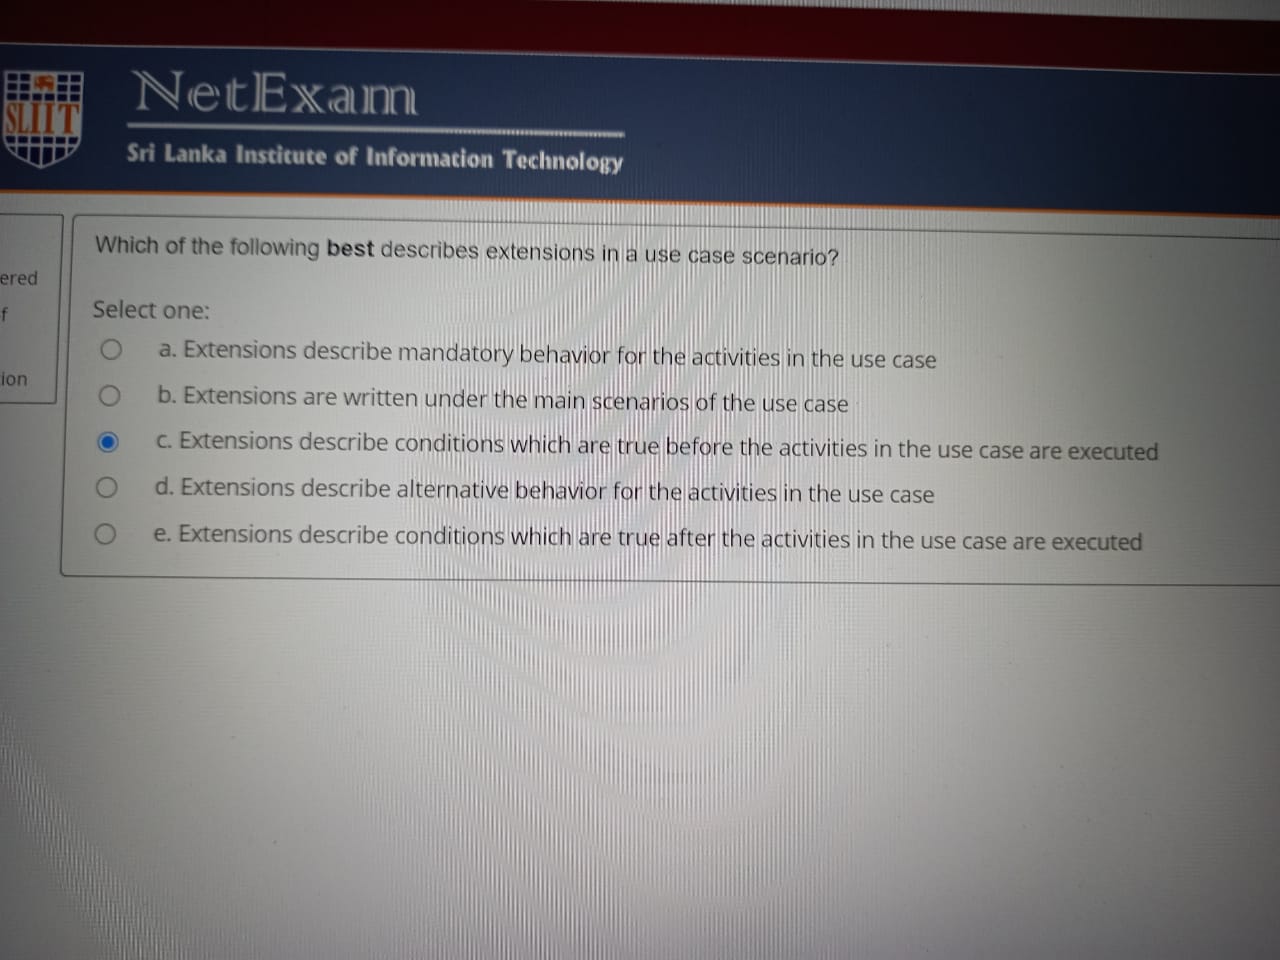 SLIIT
NetExam
Sri Lanka Institute of Information Technology
ered
f
ion
Which of the following best describes extensions in a use case scenario?
Select one:
a. Extensions describe mandatory behavior for the activities in the use case
b. Extensions are written under the main scenarios of the use case
c. Extensions describe conditions which are true before the activities in the use case are executed
d. Extensions describe alternative behavior for the activities in the use case
e. Extensions describe conditions which are true after the activities in the use case are executed